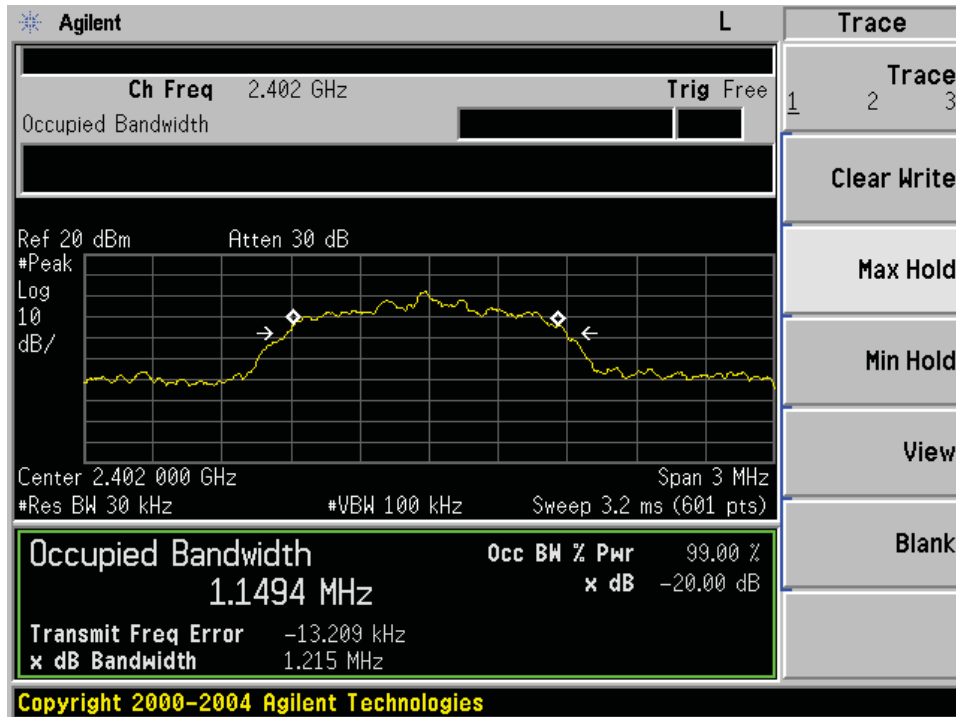 Agilent L Trace
Ch Freq 2.402 GHz Trig Free
Occupied Bandwidth
Trace
1 2 3
Clear Write
Max Hold
Min Hold
View
Blank
Ref 20 dBm Atten 30 dB
#Peak
Log
10
dB/
Center 2.402 000 GHz Span 3 MHz
#Res BW 30 kHz #VBW 100 kHz Sweep 3.2 ms (601 pts)
Occupied Bandwidth Occ BW % Pwr 99.00 %
1.1494 MHz x dB -20.00 dB
Transmit Freq Error -13.209 kHz
x dB Bandwidth 1.215 MHz
Copyright 2000-2004 Agilent Technologies